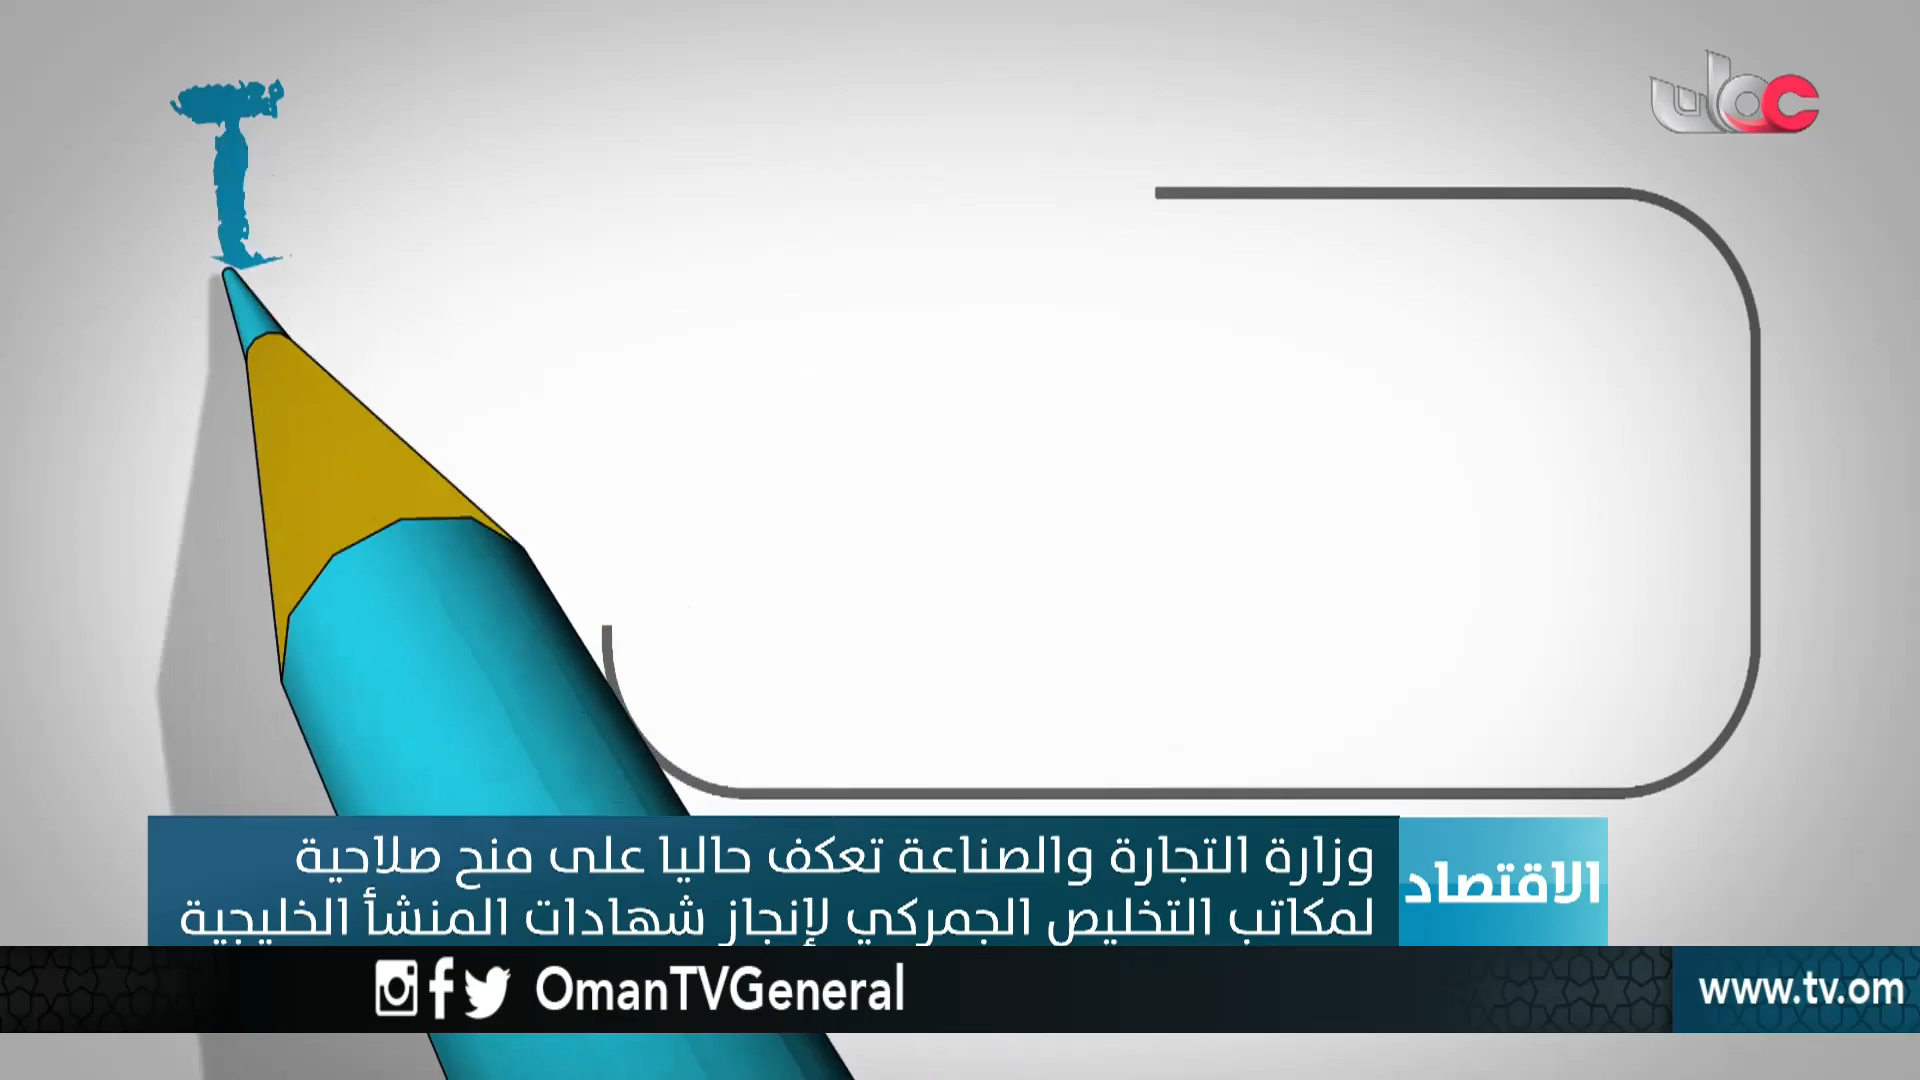 عمان
وزارة التجارة والصناعة تعكف حاليا على منح صلاحية
لمكاتب التخليص الجمركي لإنجاز شهادات المنشأ الخليجية
الاقتصاد
OmanTVGeneral
www.tv.om